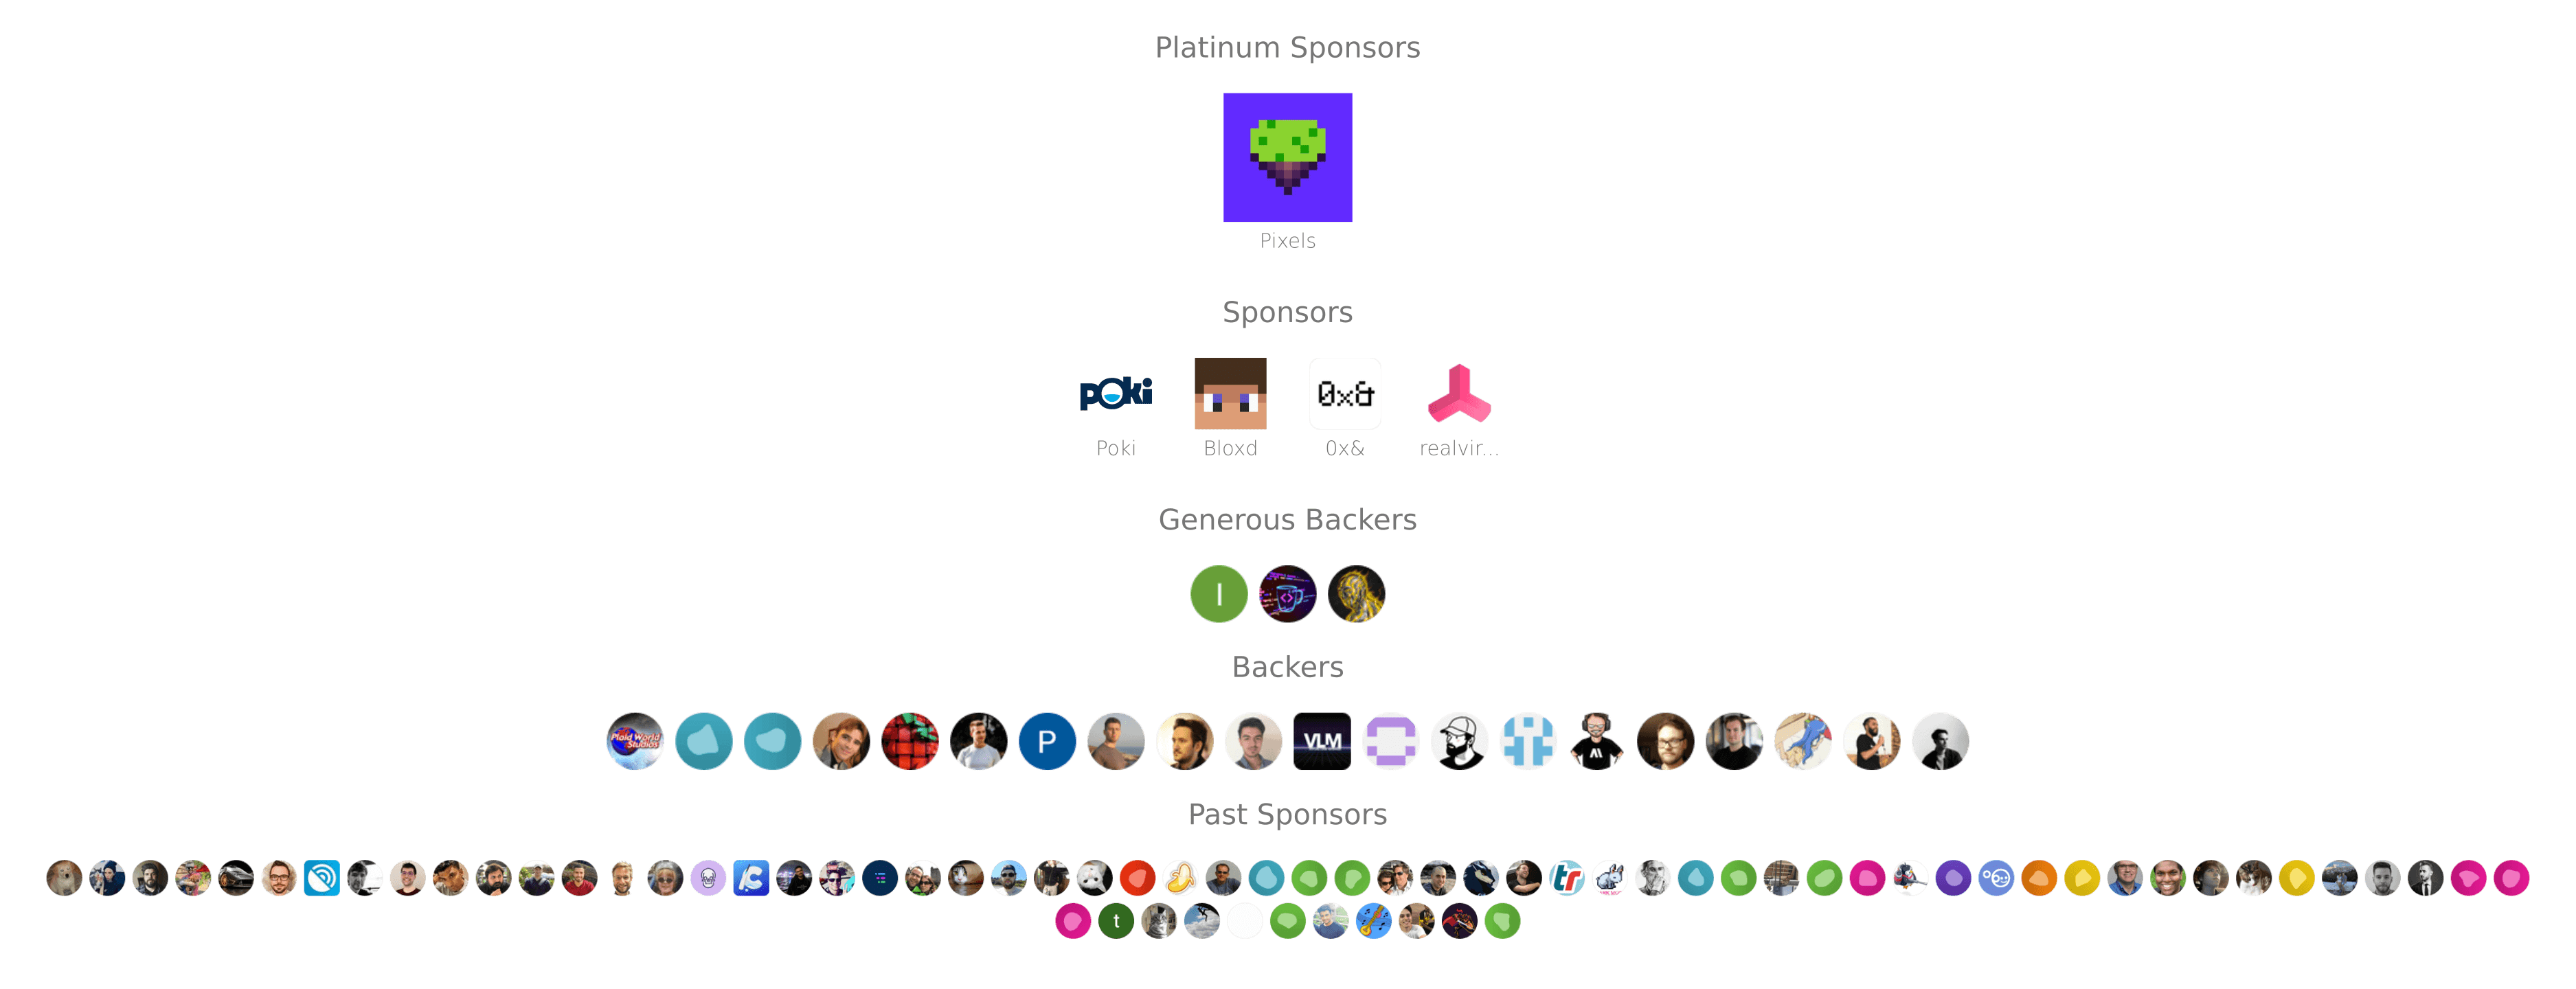 Platinum Sponsors
Pixels
Sponsors
poki
0x&
Poki
Bloxd
0x&
realvir...
Generous Backers
I
<>
Backers
Plaid World
Studios
P
VLM
Past Sponsors
C
tr
t